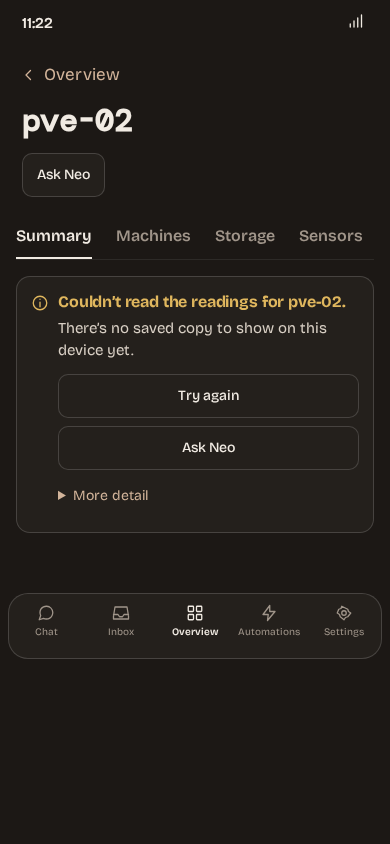 11:22
Overview
pve-02
Ask Neo
Summary Machines Storage Sensors
Couldn't read the readings for pve-02.
There's no saved copy to show on this
device yet.
Try again
Ask Neo
More detail
Chat Inbox Overview Automations Settings